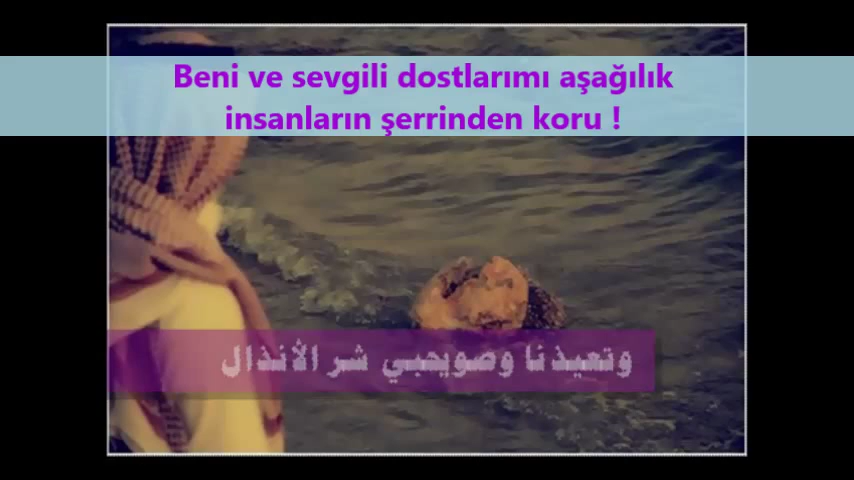 Beni ve sevgili dostlarımı aşağılık
insanların şerrinden koru !
وتعيذنا وصويحبي شر الأنذال